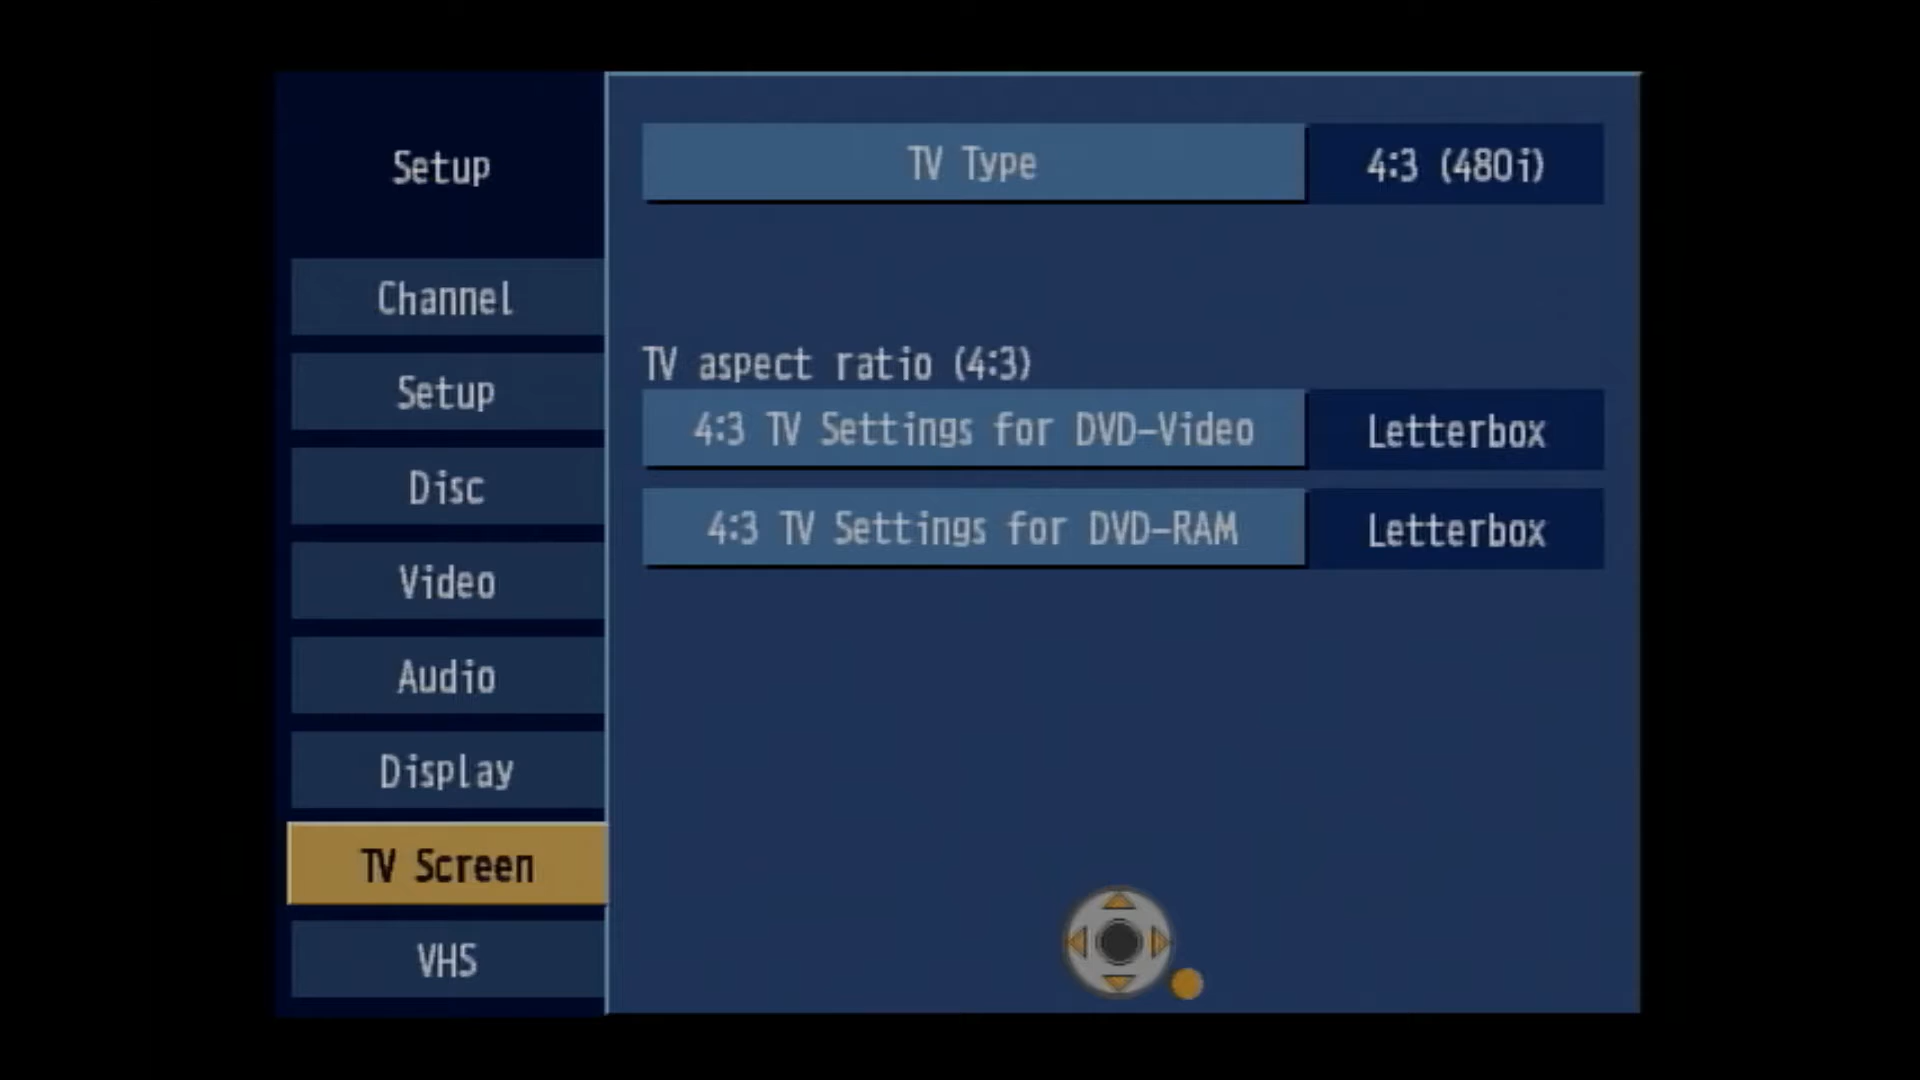 Setup
Channel
Setup
Disc
Video
Audio
Display
TV Screen
VHS
TV Type
4:3 (480i)
TV aspect ratio (4:3)
4:3 TV Settings for DVD-Video
Letterbox
4:3 TV Settings for DVD-RAM
Letterbox